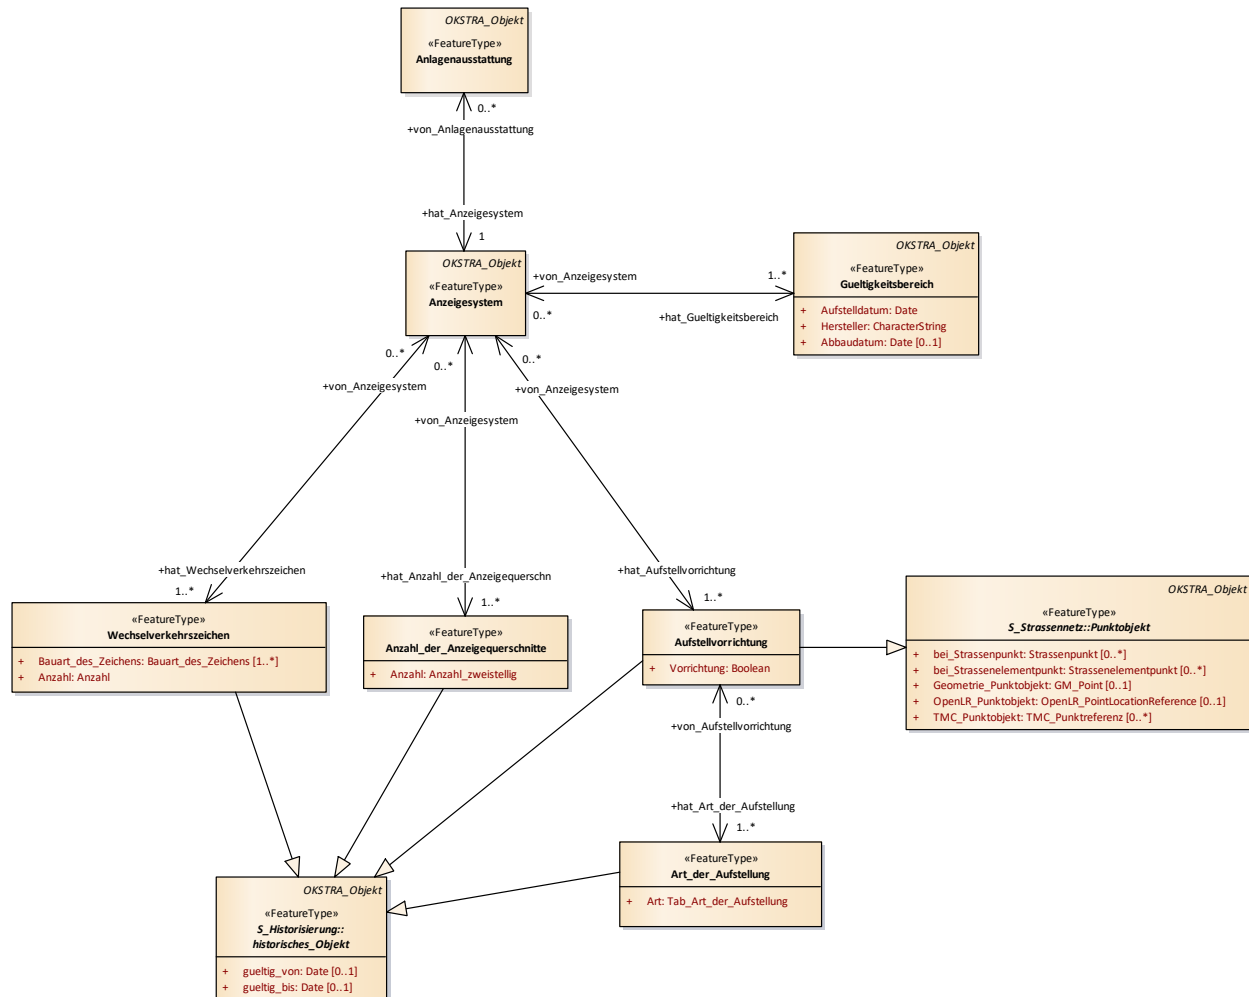 OKSTRA_Objekt
«FeatureType»
Anlagenausstattung
0..*
+von_Anlagenausstattung
+hat_Anzeigesystem
1
OKSTRA_Objekt
«FeatureType»
Anzeigesystem
+von_Anzeigesystem
0..*
1..*
+hat_Gueltigkeitsbereich
OKSTRA_Objekt
«FeatureType»
Gueltigkeitsbereich
+ Aufstelldatum: Date
+ Hersteller: CharacterString
+ Abbaudatum: Date [0..1]
0..*
+von_Anzeigesystem
0..*
+von_Anzeigesystem
0..*
+von_Anzeigesystem
+hat_Wechselverkehrszeichen
1..*
+hat_Anzahl_der_Anzeigequerschn
1..*
+hat_Aufstellvorrichtung
1..*
«FeatureType»
Wechselverkehrszeichen
+ Bauart_des_Zeichens: Bauart_des_Zeichens [1..*]
+ Anzahl: Anzahl
«FeatureType»
Anzahl_der_Anzeigequerschnitte
+ Anzahl: Anzahl_zweistellig
«FeatureType»
Aufstellvorrichtung
+ Vorrichtung: Boolean
OKSTRA_Objekt
«FeatureType»
S_Strassennetz::Punktobjekt
+ bei_Strassenpunkt: Strassenpunkt [0..*]
+ bei_Strassenelementpunkt: Strassenelementpunkt [0..*]
+ Geometrie_Punktobjekt: GM_Point [0..1]
+ OpenLR_Punktobjekt: OpenLR_PointLocationReference [0..1]
+ TMC_Punktobjekt: TMC_Punktreferenz [0..*]
0..*
+von_Aufstellvorrichtung
+hat_Art_der_Aufstellung
1..*
«FeatureType»
Art_der_Aufstellung
+ Art: Tab_Art_der_Aufstellung
OKSTRA_Objekt
«FeatureType»
S_Historisierung::
historisches_Objekt
+ gueltig_von: Date [0..1]
+ gueltig_bis: Date [0..1]